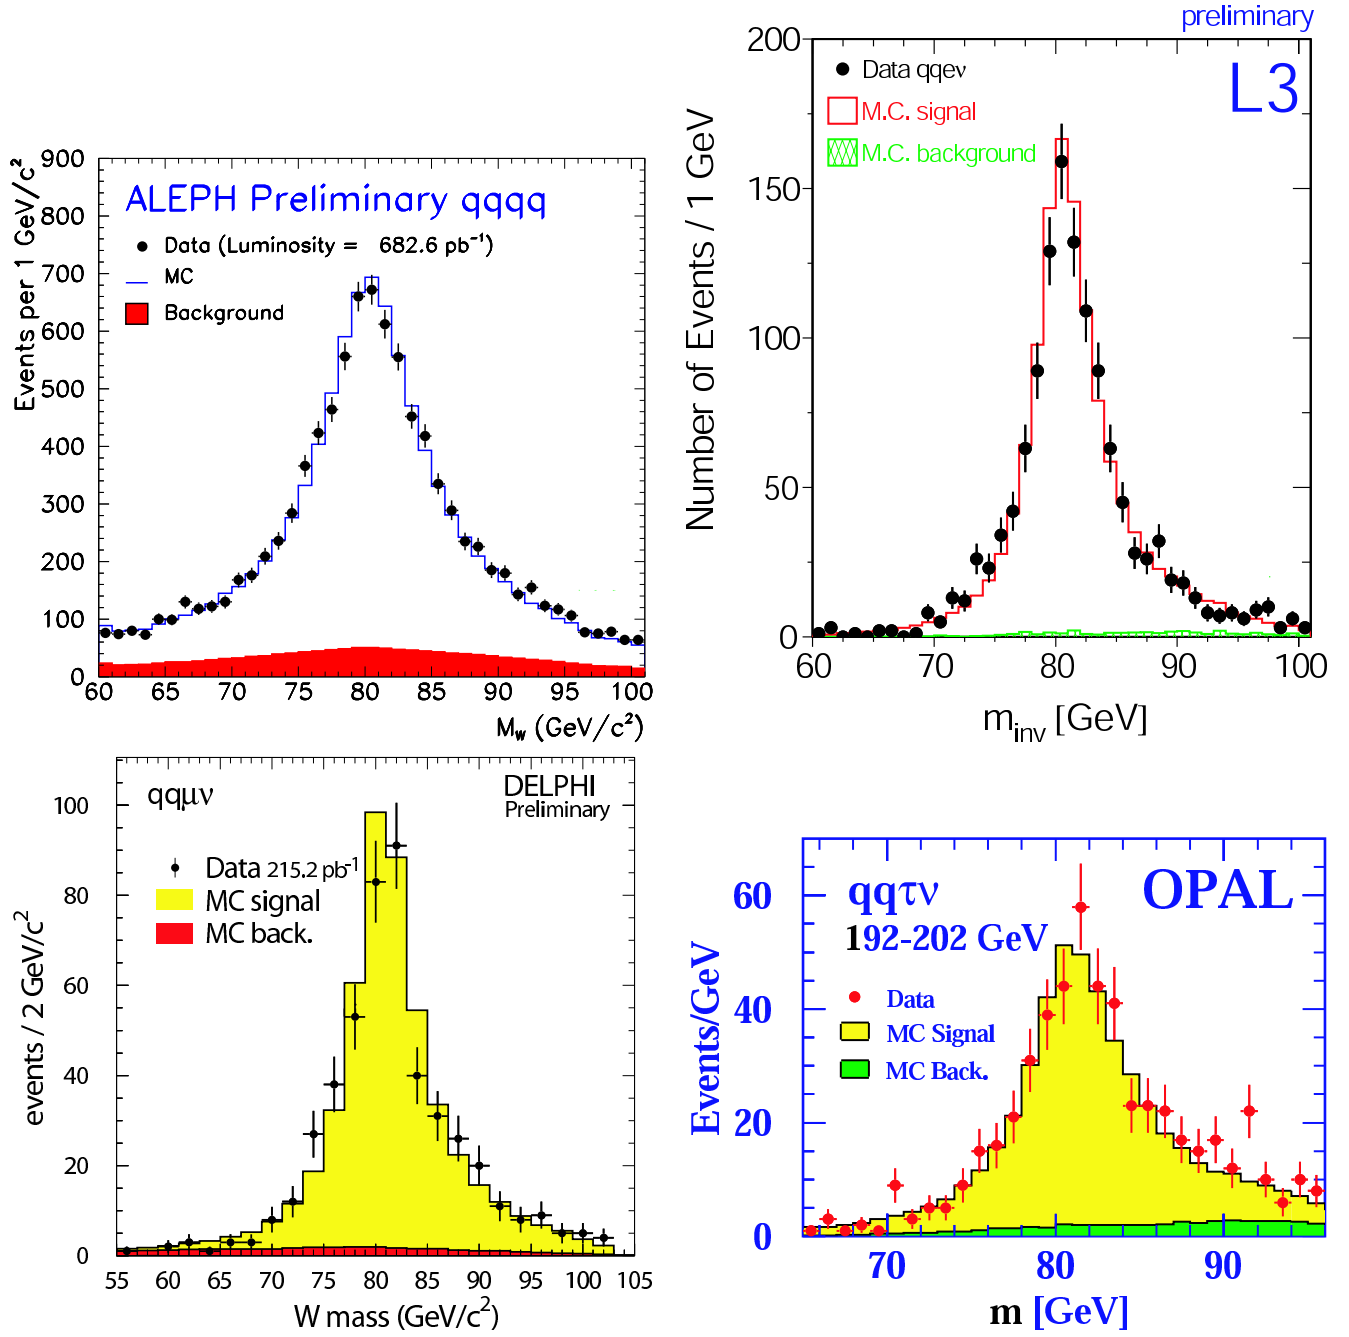 preliminary
L3
Data qqeν
M.C. signal
M.C. background
Number of Events / 1 GeV
200
150
100
50
0
60 70 80 90 100
m_inv [GeV]
ALEPH Preliminary qqqq
Data (Luminosity = 682.6 pb⁻¹)
MC
Background
Events per 1 GeV/c²
900
800
700
600
500
400
300
200
100
0
60 65 70 75 80 85 90 95 100
M_W (GeV/c²)
qqμν
DELPHI
Preliminary
Data 215.2 pb⁻¹
MC signal
MC back.
events / 2 GeV/c²
100
80
60
40
20
0
55 60 65 70 75 80 85 90 95 100 105
W mass (GeV/c²)
qqτν
OPAL
192-202 GeV
Data
MC Signal
MC Back.
Events/GeV
60
40
20
0
70 80 90
m [GeV]